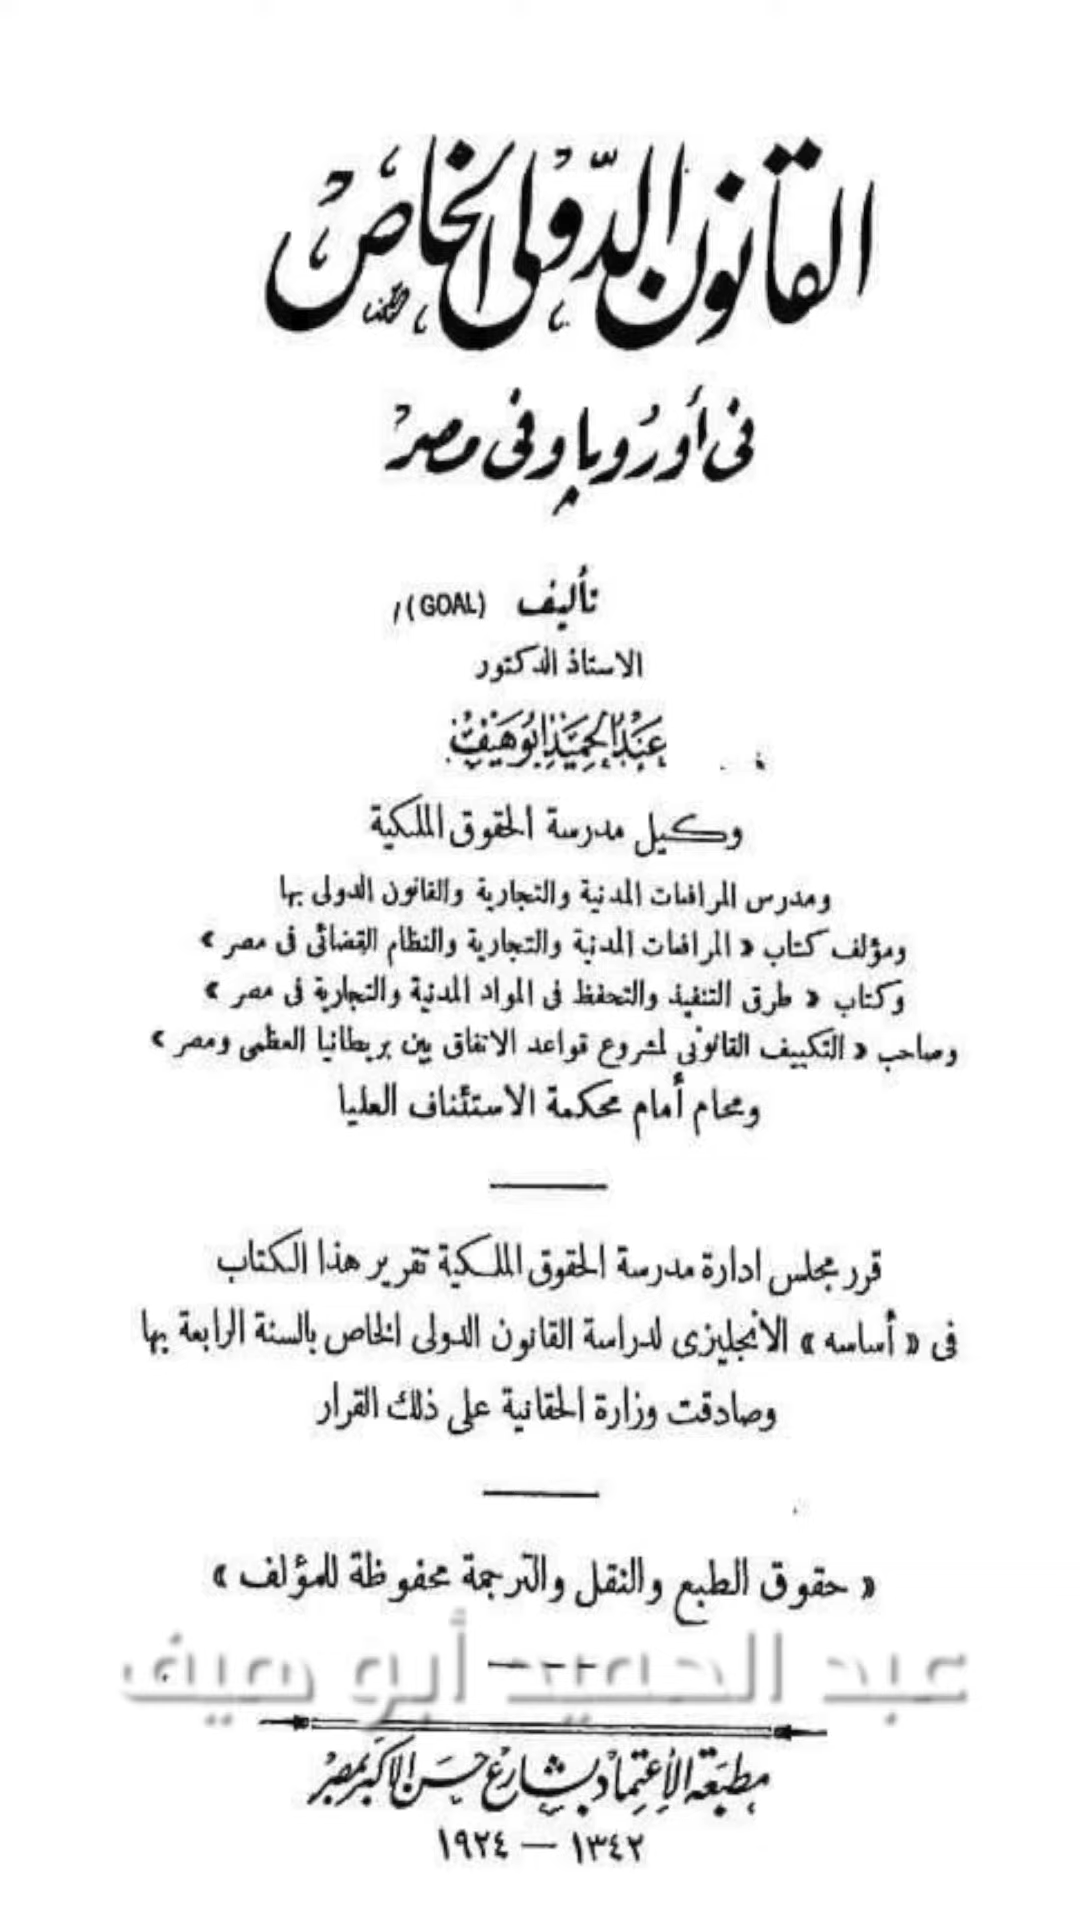 القانون الدولى الخاص
فى أوروپا وفى مصر
تأليف (GOAL)
الاستاذ الدكتور
عبد الحميد ابو هيف
وكيل مدرسة الحقوق الملكية
ومدرس المرافعات المدنية والتجارية والقانون الدولى بها
ومؤلف كتاب « المرافعات المدنية والتجارية والنظام القضائى فى مصر »
وكتاب « طرق التنفيذ والتحفظ فى المواد المدنية والتجارية فى مصر »
وصاحب « التكييف القانونى لمشروع قواعد الاتفاق بين بريطانيا العظمى ومصر »
ومحام أمام محكمة الاستئناف العليا
قرر مجلس ادارة مدرسة الحقوق الملكية تقرير هذا الكتاب
فى « أساسه » الانجليزى لدراسة القانون الدولى الخاص بالسنة الرابعة بها
وصادقت وزارة الحقانية على ذلك القرار
« حقوق الطبع والنقل والترجمة محفوظة للمؤلف »
عبد الحميد أبو هيف
مطبعة الإعتماد بشارع حسن الاكبر بمصر
١٣٤٢ — ١٩٢٤